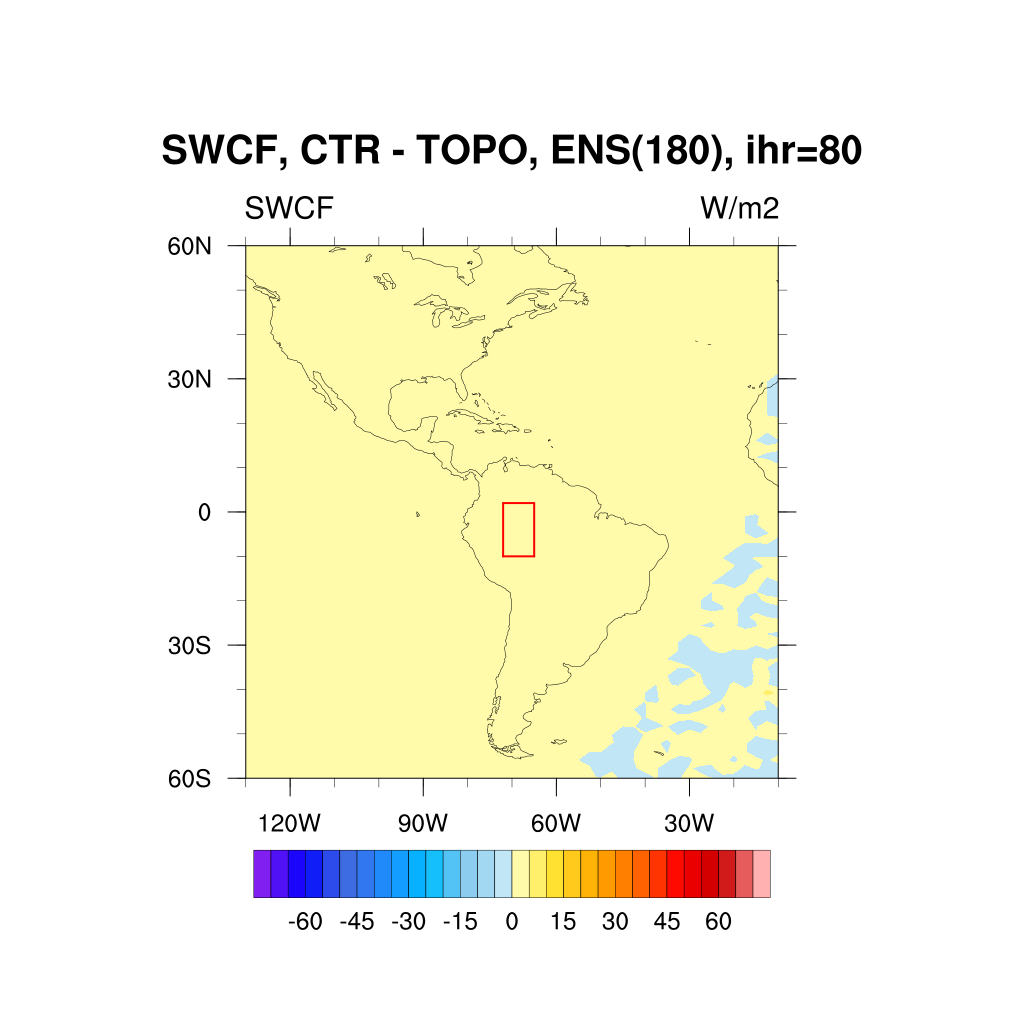 SWCF, CTR - TOPO, ENS(180), ihr=80
SWCF W/m2
60N
30N
0
30S
60S
120W 90W 60W 30W
-60 -45 -30 -15 0 15 30 45 60